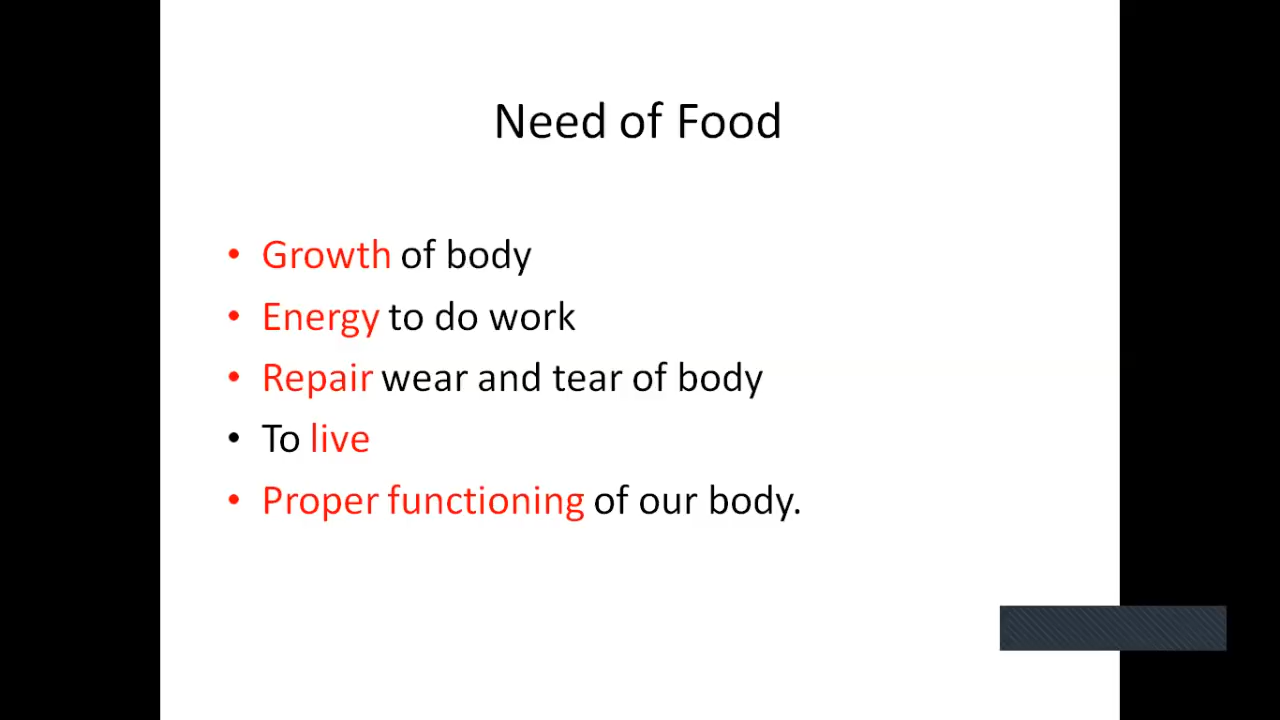 Need of Food
• Growth of body
• Energy to do work
• Repair wear and tear of body
• To live
• Proper functioning of our body.